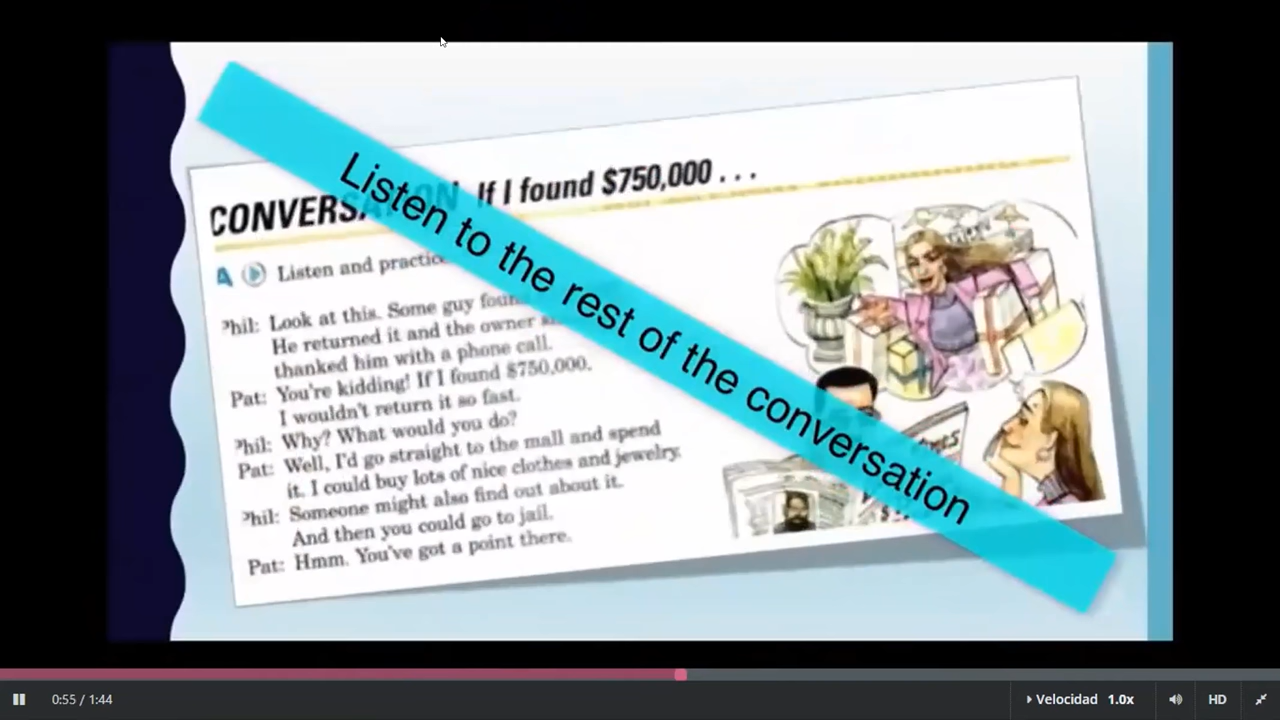 CONVERSA N If I found $750,000 . . .
Listen to the rest of the conversation
A Listen and practic
Phil: Look at this. Some guy foun
He returned it and the owner
thanked him with a phone call.
Pat: You're kidding! If I found $750,000,
I wouldn't return it so fast.
Phil: Why? What would you do?
Pat: Well, I'd go straight to the mall and spend
it. I could buy lots of nice clothes and jewelry.
Phil: Someone might also find out about it.
And then you could go to jail.
Pat: Hmm. You've got a point there.
0:55 / 1:44
Velocidad 1.0x
HD